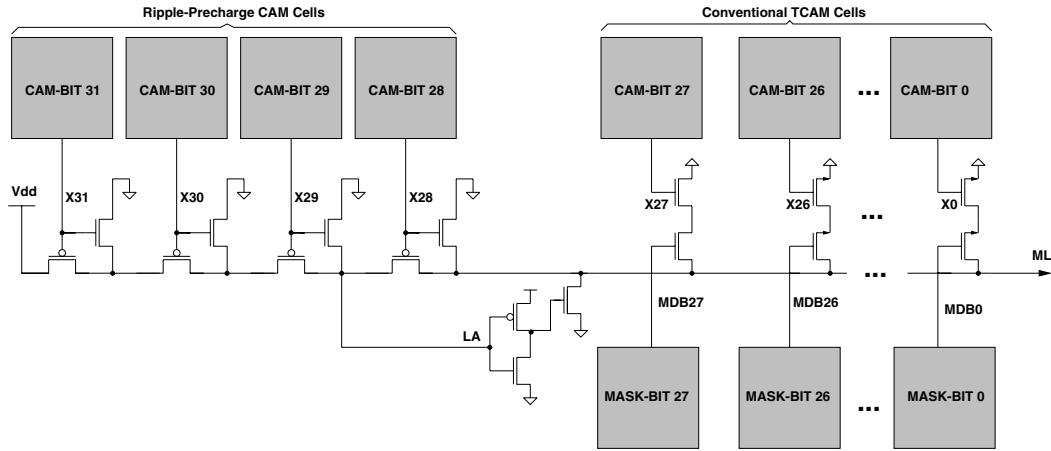 Ripple-Precharge CAM Cells
Conventional TCAM Cells
CAM-BIT 31
CAM-BIT 30
CAM-BIT 29
CAM-BIT 28
CAM-BIT 27
CAM-BIT 26
...
CAM-BIT 0
Vdd
X31
X30
X29
X28
X27
X26
...
X0
...
ML
MDB27
MDB26
MDB0
LA
MASK-BIT 27
MASK-BIT 26
...
MASK-BIT 0